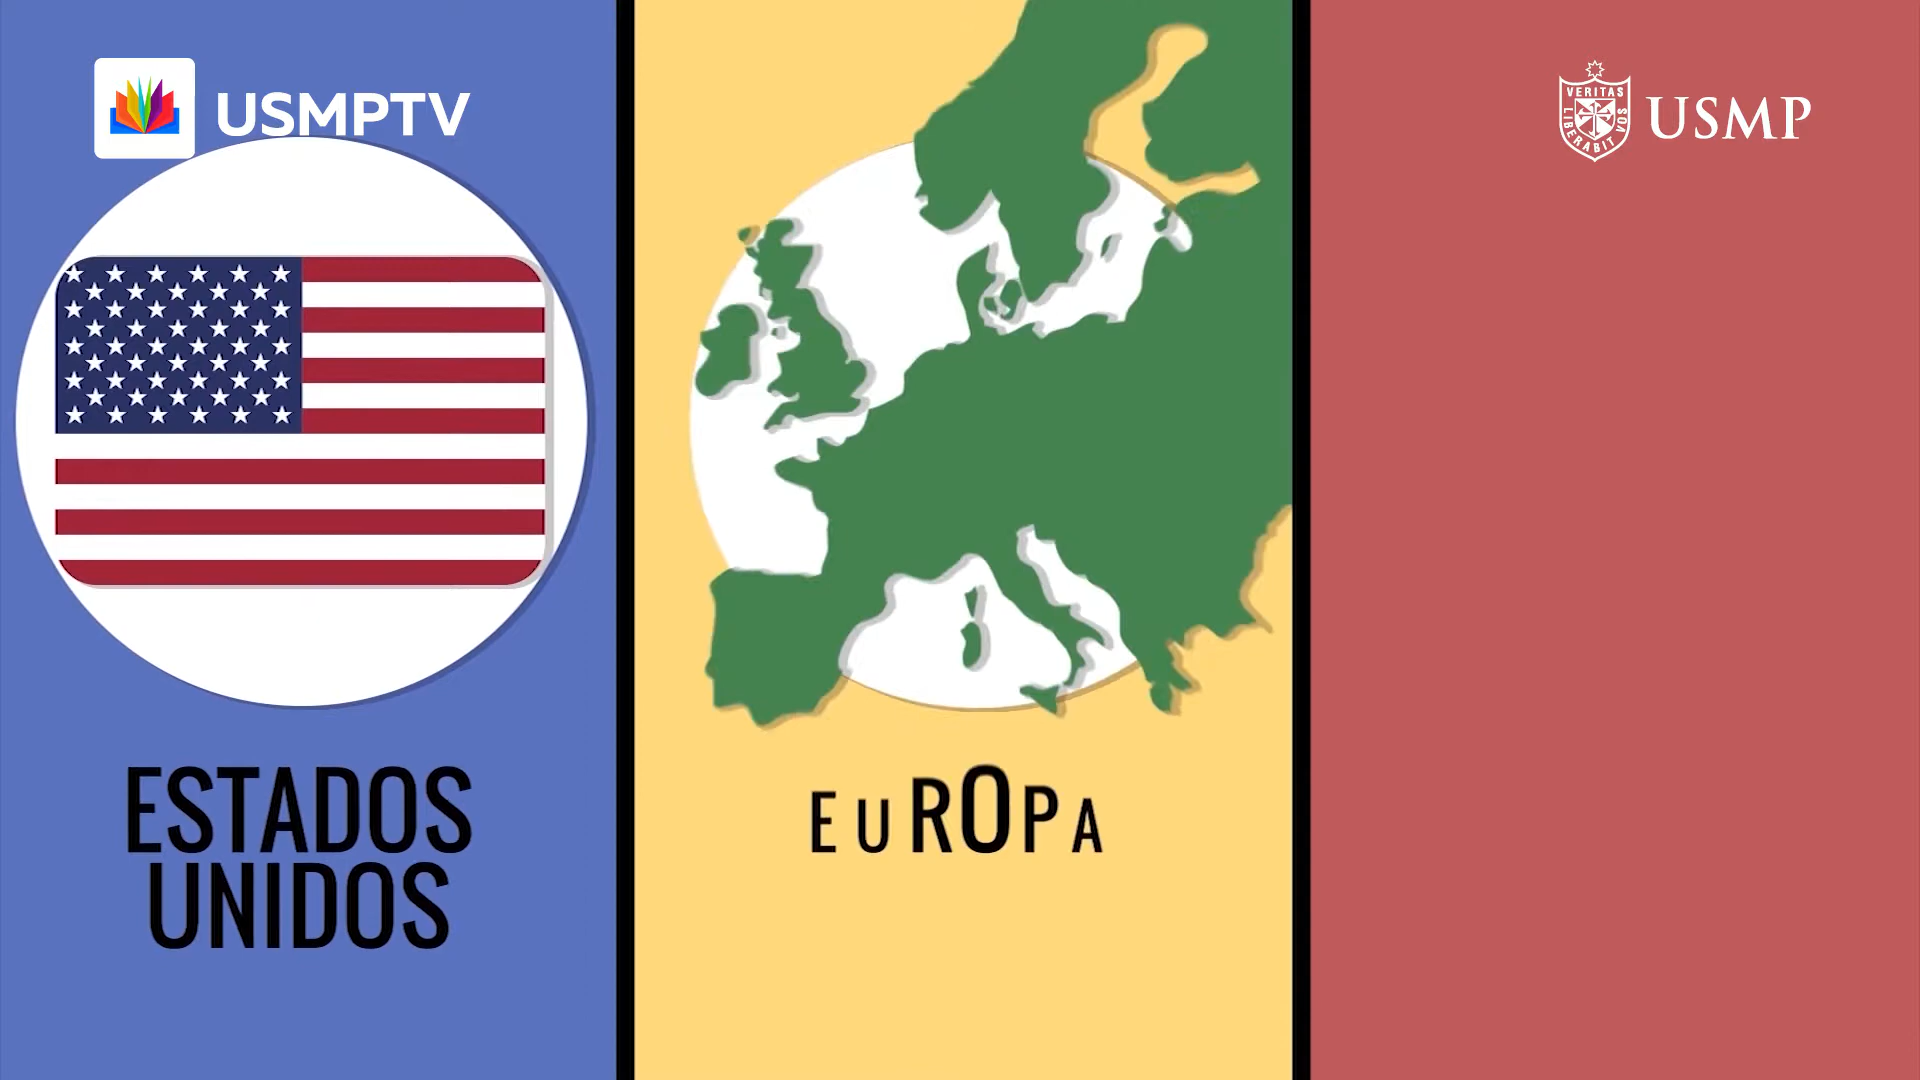 USMPTV
VERITAS
LIBERABIT VOS
USMP
ESTADOS
UNIDOS
EuROPA